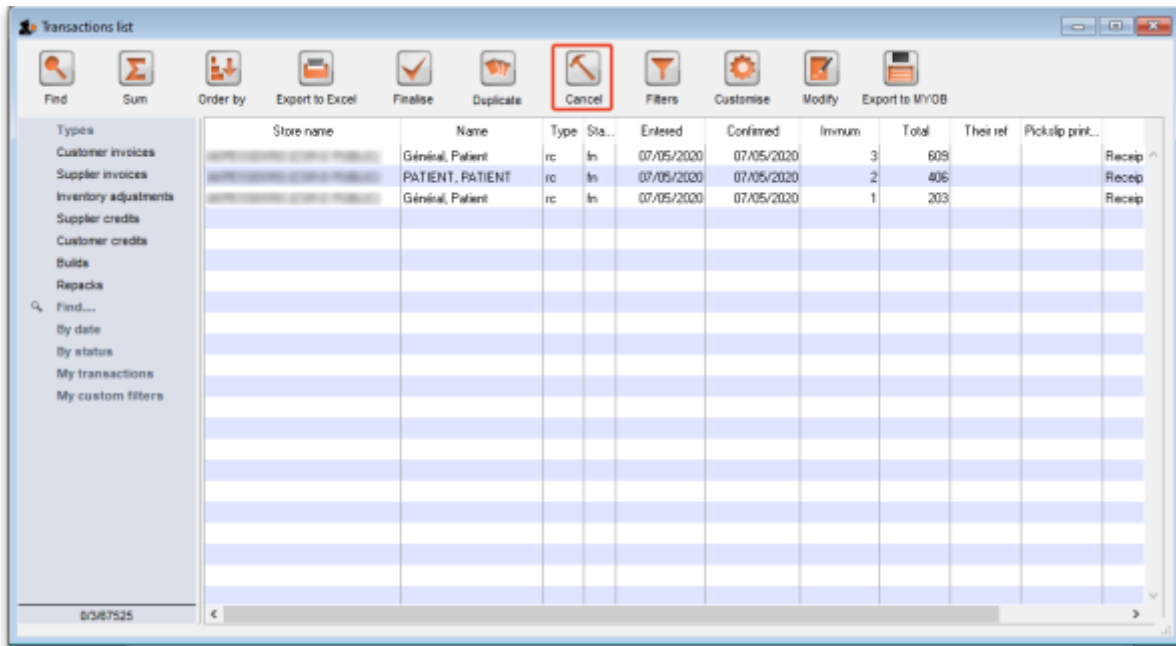 Transactions list
Find Sum Order by Export to Excel Finalise Duplicate Cancel Filters Customise Modify Export to MYOB
Types
Customer invoices
Supplier invoices
Inventory adjustments
Supplier credits
Customer credits
Builds
Repacks
Find...
By date
By status
My transactions
My custom filters
0/3/67525
Store name Name Type Sta... Entered Confirmed Invnum Total Their ref Pickslip print...
Général, Patient rc fn 07/05/2020 07/05/2020 3 609 Receip
PATIENT, PATIENT rc fn 07/05/2020 07/05/2020 2 406 Receip
Général, Patient rc fn 07/05/2020 07/05/2020 1 203 Receip